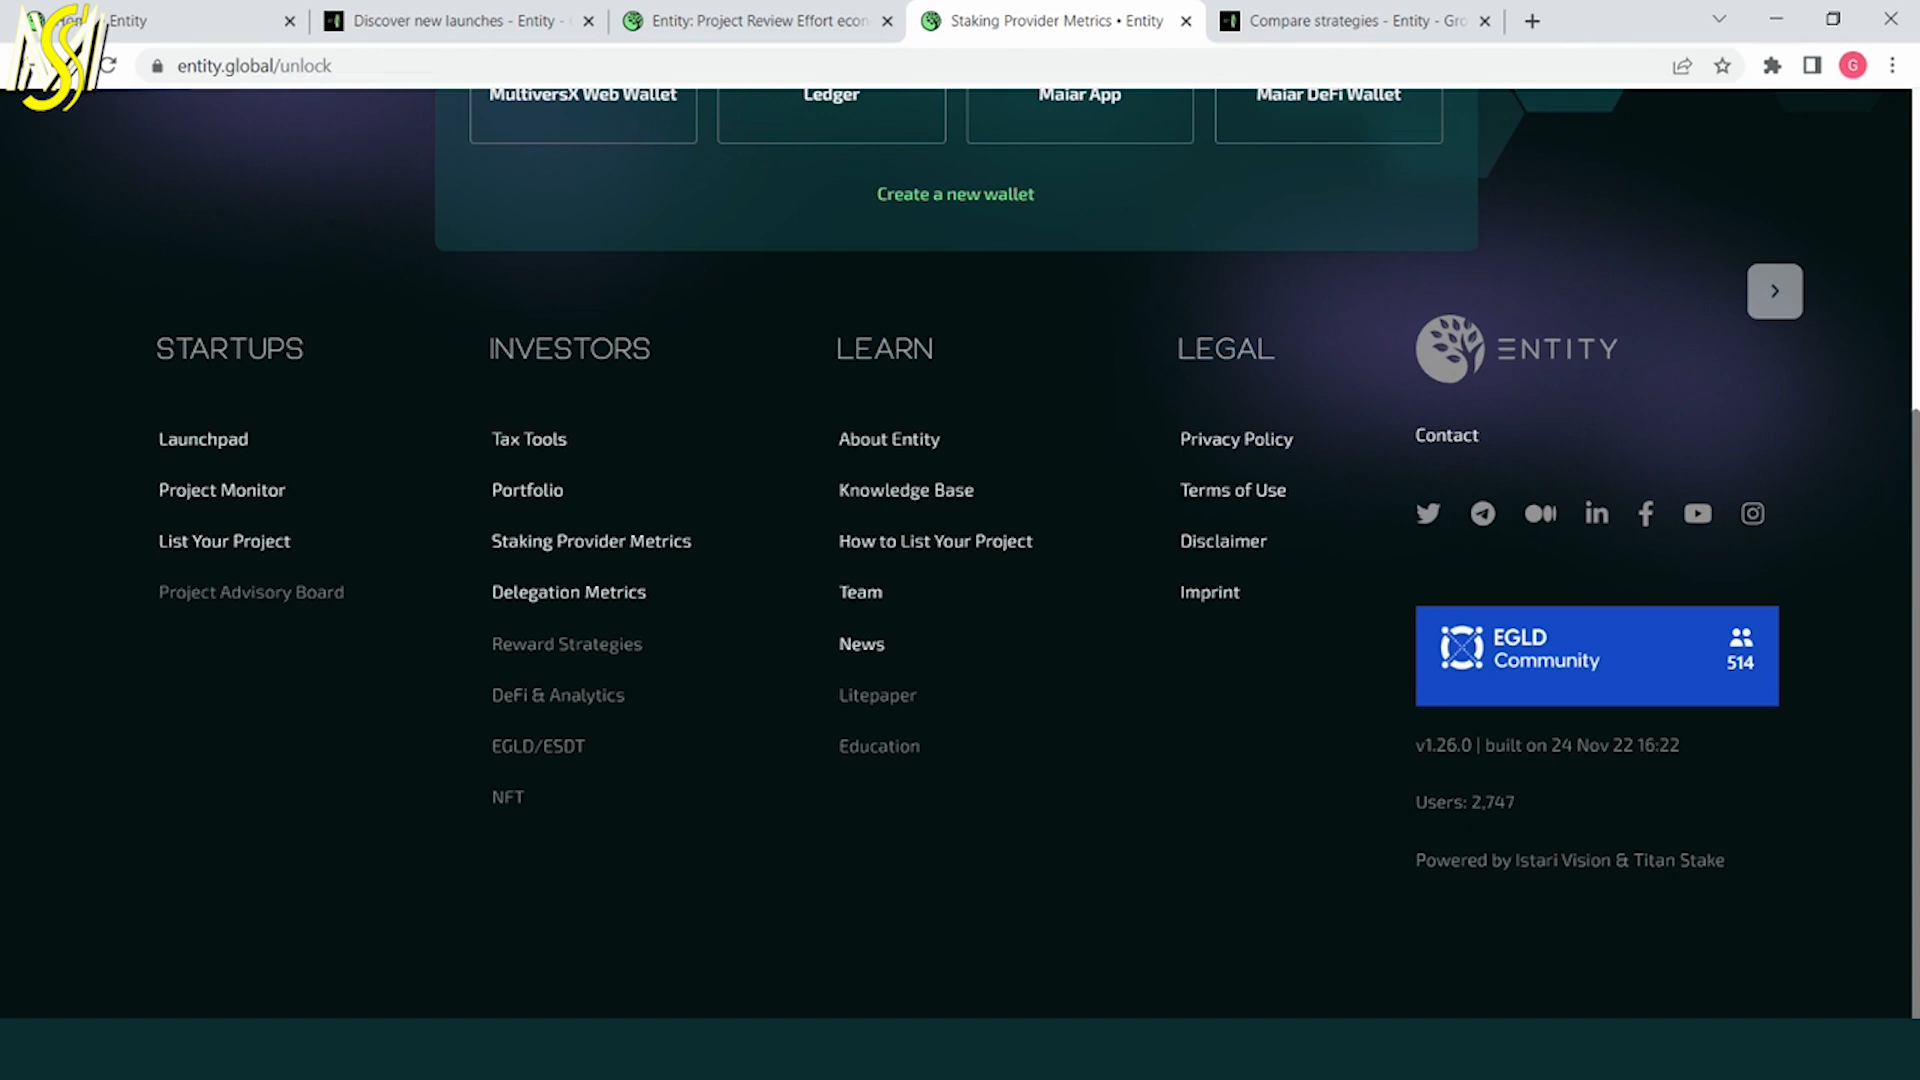 Entity
Discover new launches - Entity -
Entity: Project Review Effort econ
Staking Provider Metrics • Entity
Compare strategies - Entity - Gro
entity.global/unlock
G
MultiversX Web Wallet
Ledger
Maiar App
Maiar DeFi Wallet
Create a new wallet
STARTUPS
Launchpad
Project Monitor
List Your Project
Project Advisory Board
INVESTORS
Tax Tools
Portfolio
Staking Provider Metrics
Delegation Metrics
Reward Strategies
DeFi & Analytics
EGLD/ESDT
NFT
LEARN
About Entity
Knowledge Base
How to List Your Project
Team
News
Litepaper
Education
LEGAL
Privacy Policy
Terms of Use
Disclaimer
Imprint
ENTITY
Contact
EGLD
Community
514
v1.26.0 | built on 24 Nov 22 16:22
Users: 2,747
Powered by Istari Vision & Titan Stake